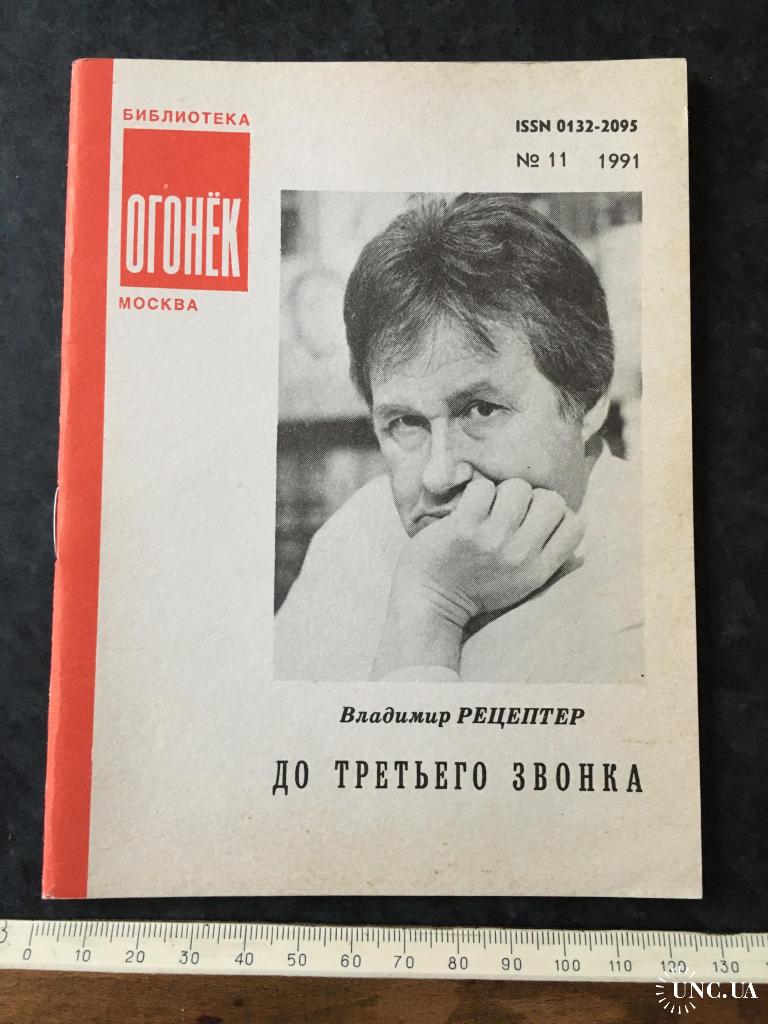 БИБЛИОТЕКА
ОГОНЁК
МОСКВА
ISSN 0132-2095
№ 11 1991
Владимир РЕЦЕПТЕР
ДО ТРЕТЬЕГО ЗВОНКА
0 10 20 30 40 50 60 70 80 90 100 110 120 130
UNC.UA